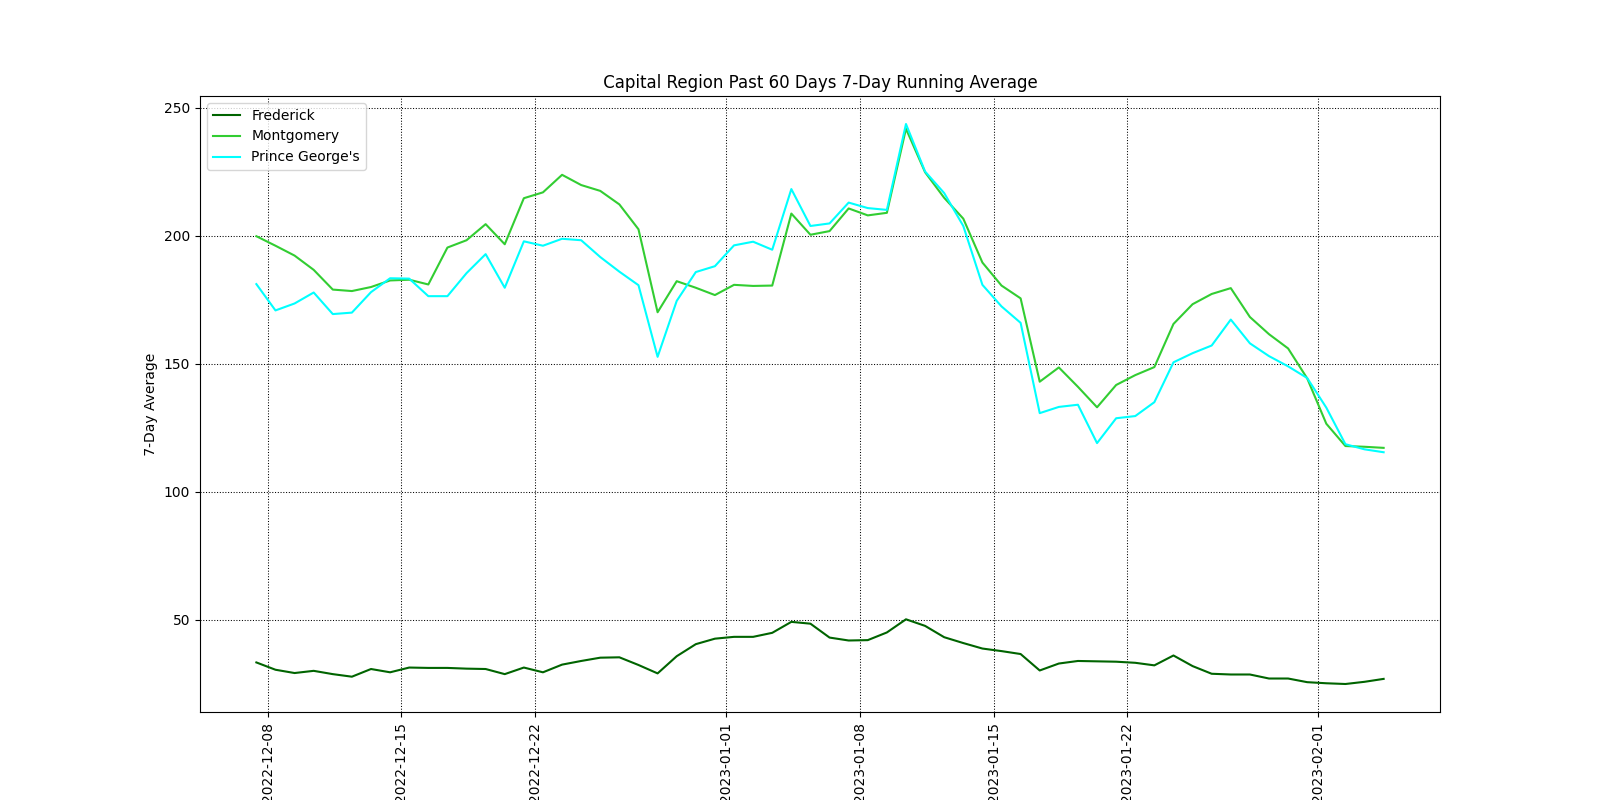 Capital Region Past 60 Days 7-Day Running Average
Frederick
Montgomery
Prince George's
7-Day Average
250
200
150
100
50
2022-12-08
2022-12-15
2022-12-22
2023-01-01
2023-01-08
2023-01-15
2023-01-22
2023-02-01